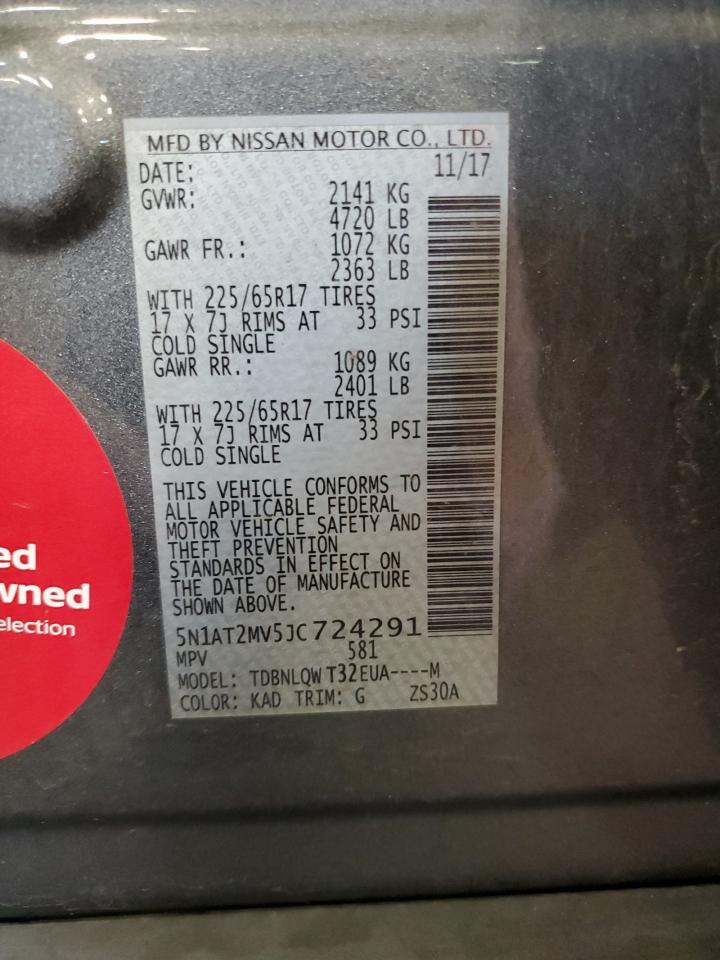 MFD BY NISSAN MOTOR CO., LTD.
DATE: 11/17
GVWR: 2141 KG
4720 LB
GAWR FR.: 1072 KG
2363 LB
WITH 225/65R17 TIRES
17 X 7J RIMS AT 33 PSI
COLD SINGLE
GAWR RR.: 1089 KG
2401 LB
WITH 225/65R17 TIRES
17 X 7J RIMS AT 33 PSI
COLD SINGLE
THIS VEHICLE CONFORMS TO
ALL APPLICABLE FEDERAL
MOTOR VEHICLE SAFETY AND
THEFT PREVENTION
STANDARDS IN EFFECT ON
THE DATE OF MANUFACTURE
SHOWN ABOVE.
5N1AT2MV5JC724291
MPV 581
MODEL: TDBNLQW T32EUA----M
COLOR: KAD TRIM: G ZS30A
ed
wned
election